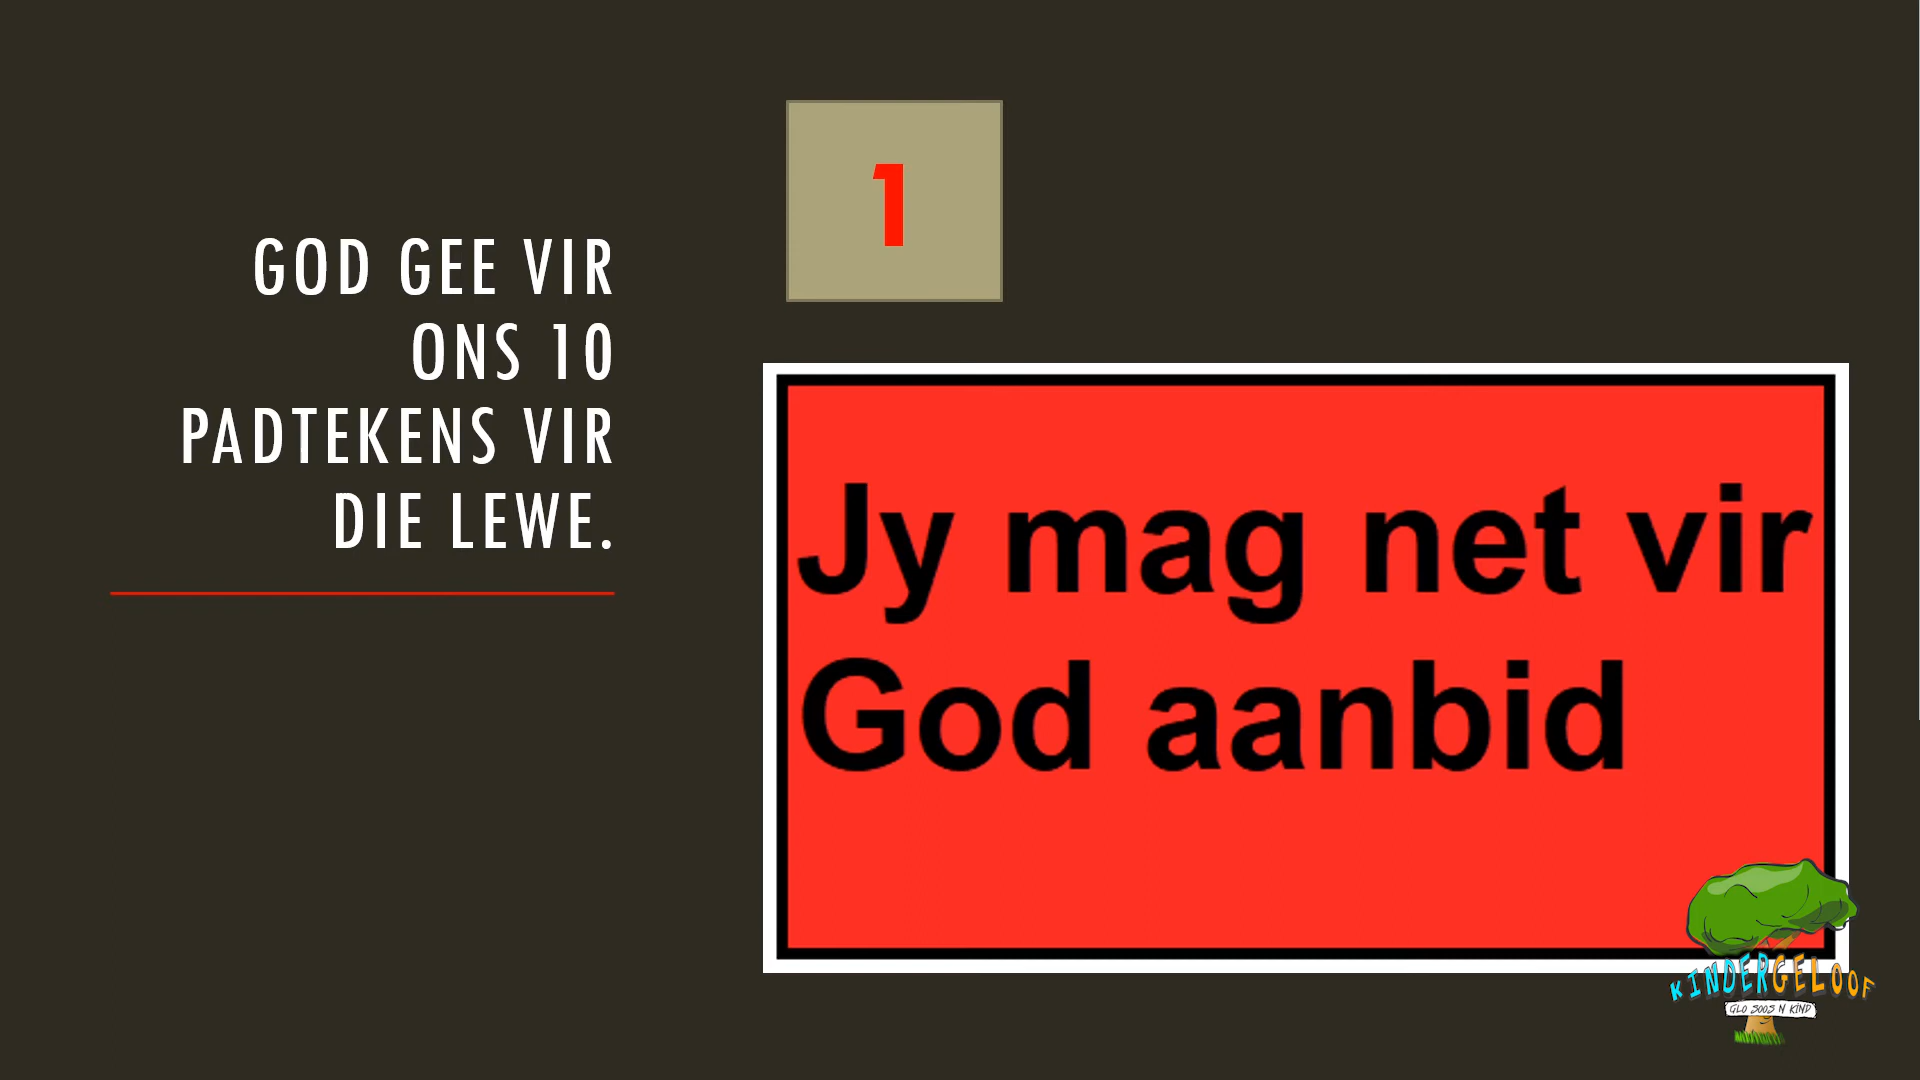 GOD GEE VIR
ONS 10
PADTEKENS VIR
DIE LEWE.
1
Jy mag net vir
God aanbid
KINDERGELOOF
GLO SOOS N KIND